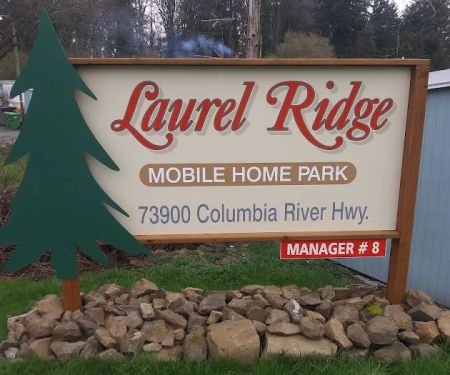 Laurel Ridge
MOBILE HOME PARK
73900 Columbia River Hwy.
MANAGER # 8